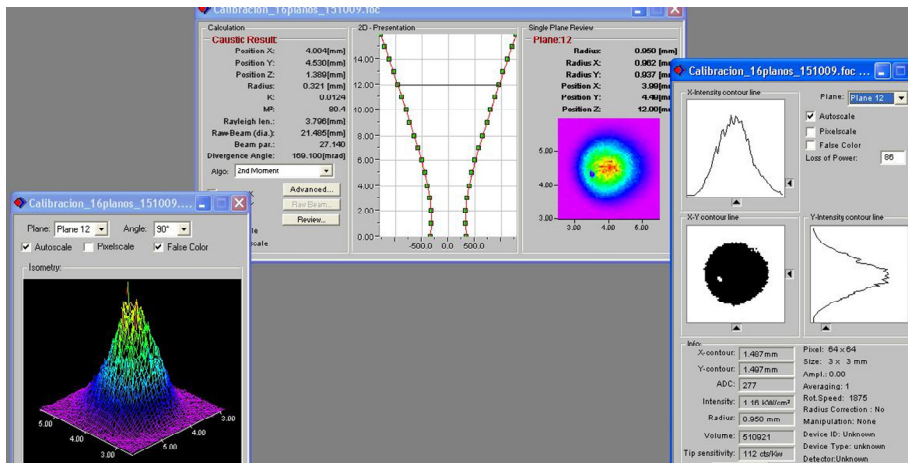 Calibracion_16planos_151009.foc
Calculation
Caustic Result:
Position X: 4.004[mm]
Position Y: 4.530[mm]
Position Z: 1.389[mm]
Radius: 0.321 [mm]
K: 0.0124
M²: 80.4
Rayleigh len.: 3.796[mm]
Raw-Beam (dia.): 21.485[mm]
Beam par.: 27.140
Divergence Angle: 169.100[mrad]
Algo: 2nd Moment
Advanced...
Raw Beam...
Review...
2D - Presentation
14.00
12.00
10.00
8.00
6.00
4.00
2.00
0.00
-500.0 0.0 500.0
Single Plane Review
Plane:12
Radius: 0.950 [mm
Radius X: 0.962 [mm
Radius Y: 0.937 [mm
Position X: 3.99[m
Position Y: 4.49[m
Position Z: 12.00[m
5.00
4.00
3.00
3.00 4.00 5.00 6.00
Calibracion_16planos_151009.foc ...
X-Intensity contour line
Plane: Plane 12
Autoscale
Pixelscale
False Color
Loss of Power: 86
X-Y contour line
Y-Intensity contour line
Info:
X-contour: 1.487mm
Y-contour: 1.497mm
ADC: 277
Intensity: 1.16 kW/cm²
Radius: 0.950 mm
Volume: 510921
Tip sensitivity: 112 cts/Kw
Pixel: 64 x 64
Size: 3 x 3 mm
Ampl.: 0.00
Averaging: 1
Rot.Speed: 1875
Radius Correction : No
Manipulation: None
Device ID: Unknown
Device Type: unknown
Detector:Unknown
Calibracion_16planos_151009....
Plane: Plane 12 Angle: 90°
Autoscale Pixelscale False Color
Isometry:
5.00
4.00
3.00
5.00
4.00
3.00